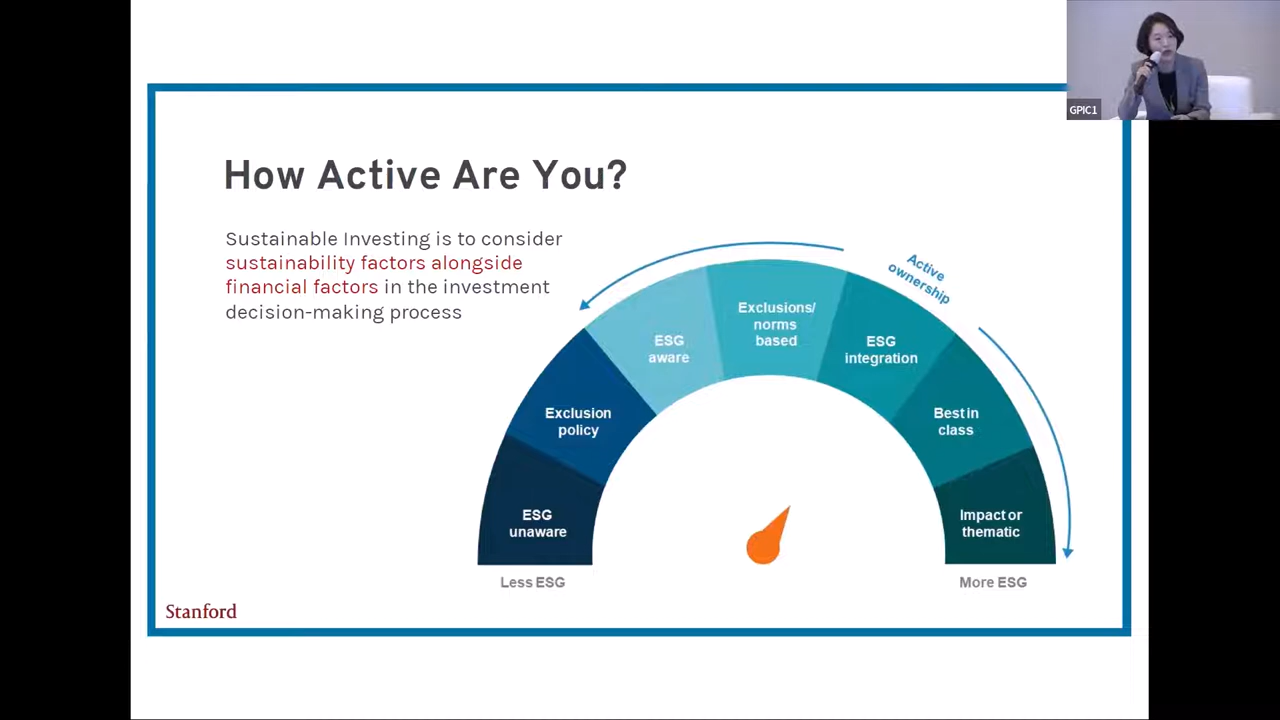 GPIC1
How Active Are You?
Sustainable Investing is to consider
sustainability factors alongside
financial factors in the investment
decision-making process
Active
ownership
Exclusions/
norms
based
ESG
aware
ESG
integration
Exclusion
policy
Best in
class
ESG
unaware
Impact or
thematic
Less ESG
More ESG
Stanford